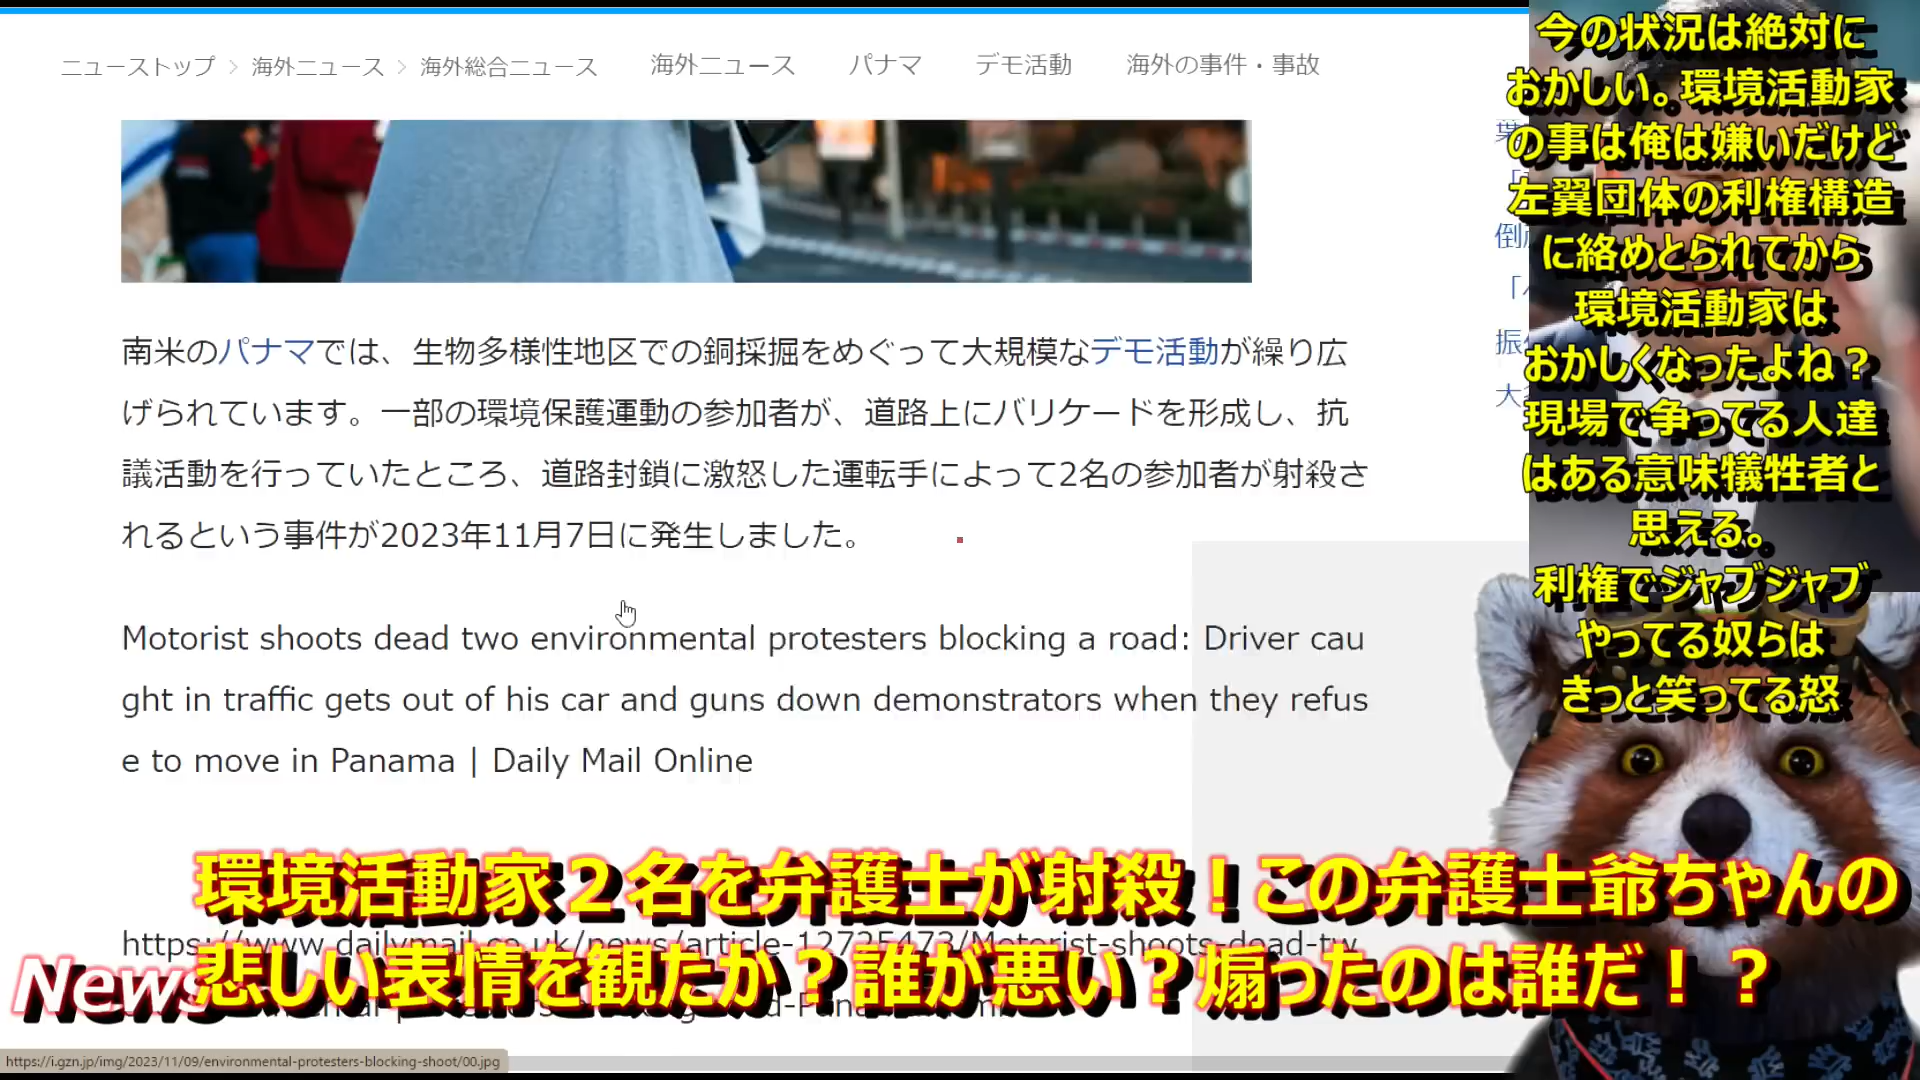 ニューストップ > 海外ニュース > 海外総合ニュース 海外ニュース パナマ デモ活動 海外の事件・事故
南米のパナマでは、生物多様性地区での銅採掘をめぐって大規模なデモ活動が繰り広
げられています。一部の環境保護運動の参加者が、道路上にバリケードを形成し、抗
議活動を行っていたところ、道路封鎖に激怒した運転手によって2名の参加者が射殺さ
れるという事件が2023年11月7日に発生しました。
Motorist shoots dead two environmental protesters blocking a road: Driver cau
ght in traffic gets out of his car and guns down demonstrators when they refus
e to move in Panama | Daily Mail Online
https://www.dailymail.co.uk/news/article-12725473/Motorist-shoots-dead-tw
今の状況は絶対に
おかしい。環境活動家
の事は俺は嫌いだけど
左翼団体の利権構造
に絡めとられてから
環境活動家は
おかしくなったよね？
現場で争ってる人達
はある意味犠牲者と
思える。
利権でジャブジャブ
やってる奴らは
きっと笑ってる怒
環境活動家２名を弁護士が射殺！この弁護士爺ちゃんの
悲しい表情を観たか？誰が悪い？煽ったのは誰だ！？
News
https://i.gzn.jp/img/2023/11/09/environmental-protesters-blocking-shoot/00.jpg